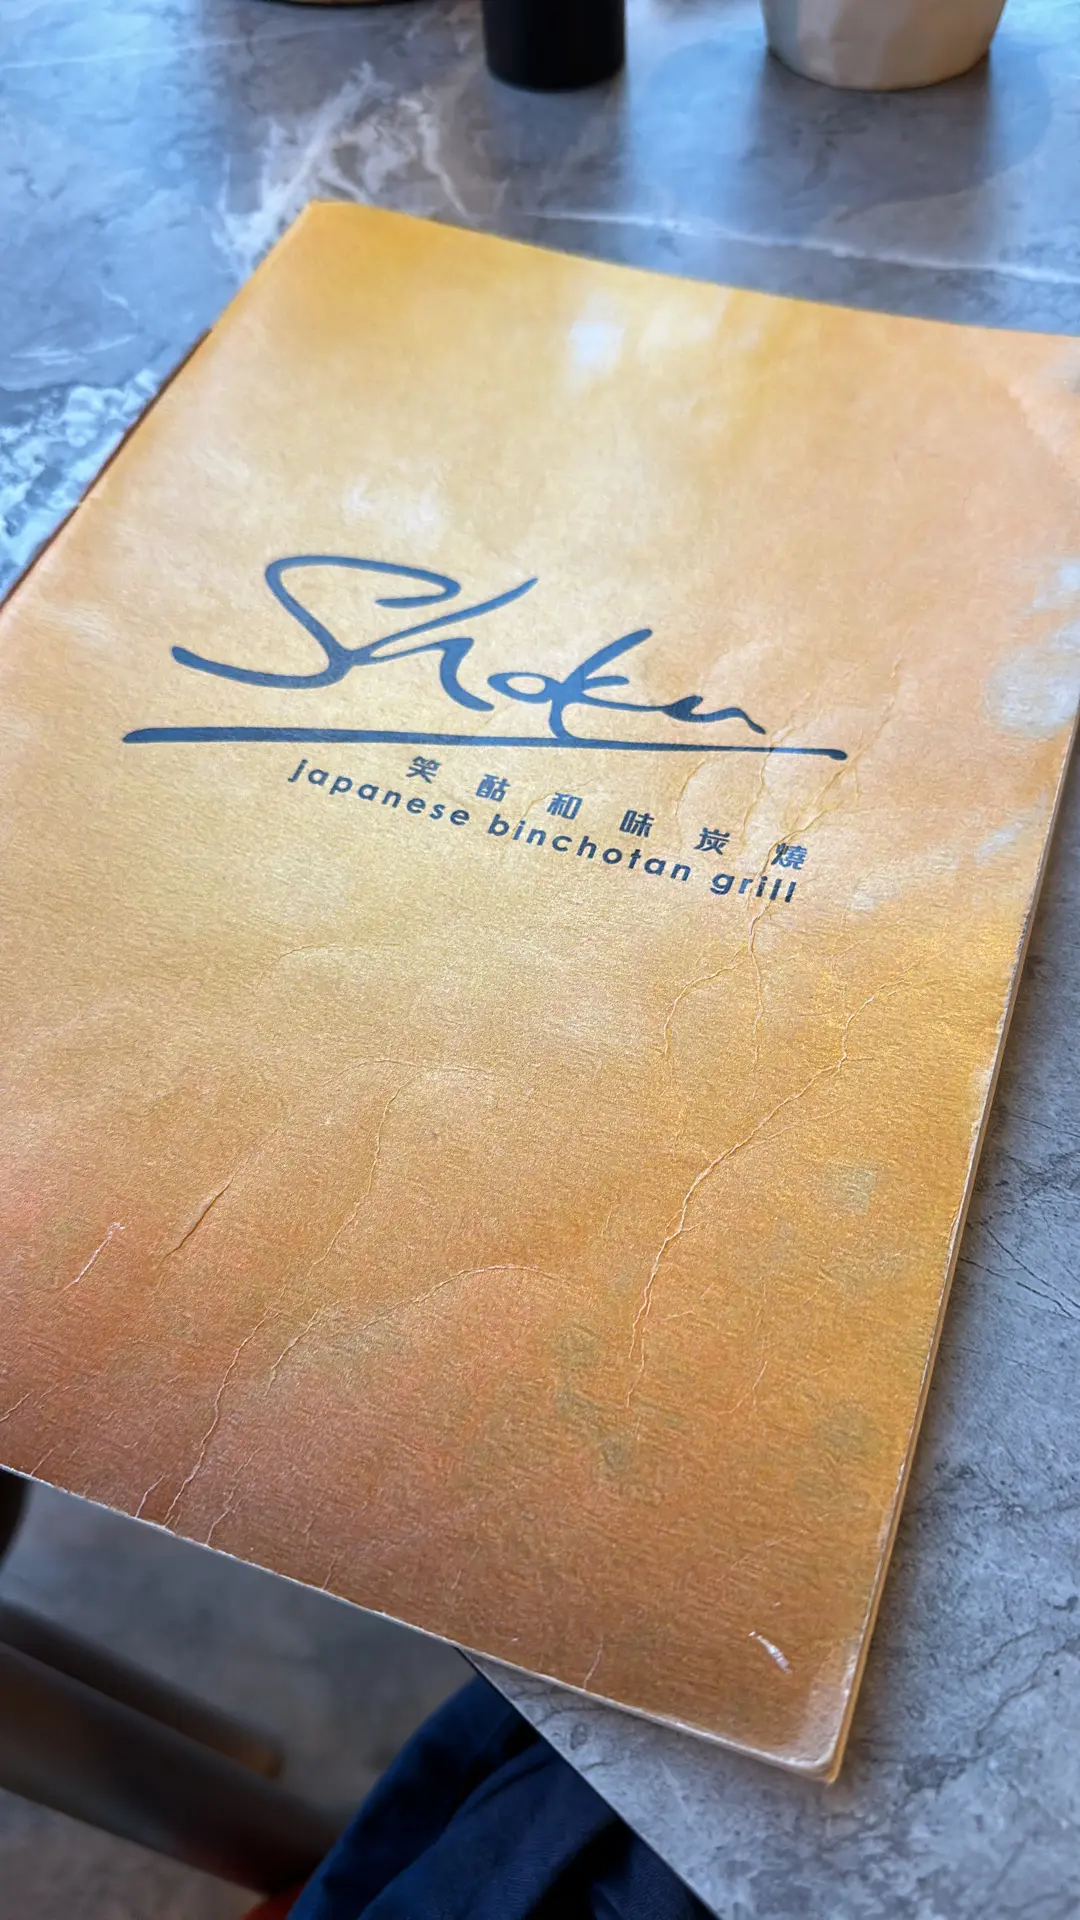 Shoku
笑酤和味炭燒
japanese binchotan grill